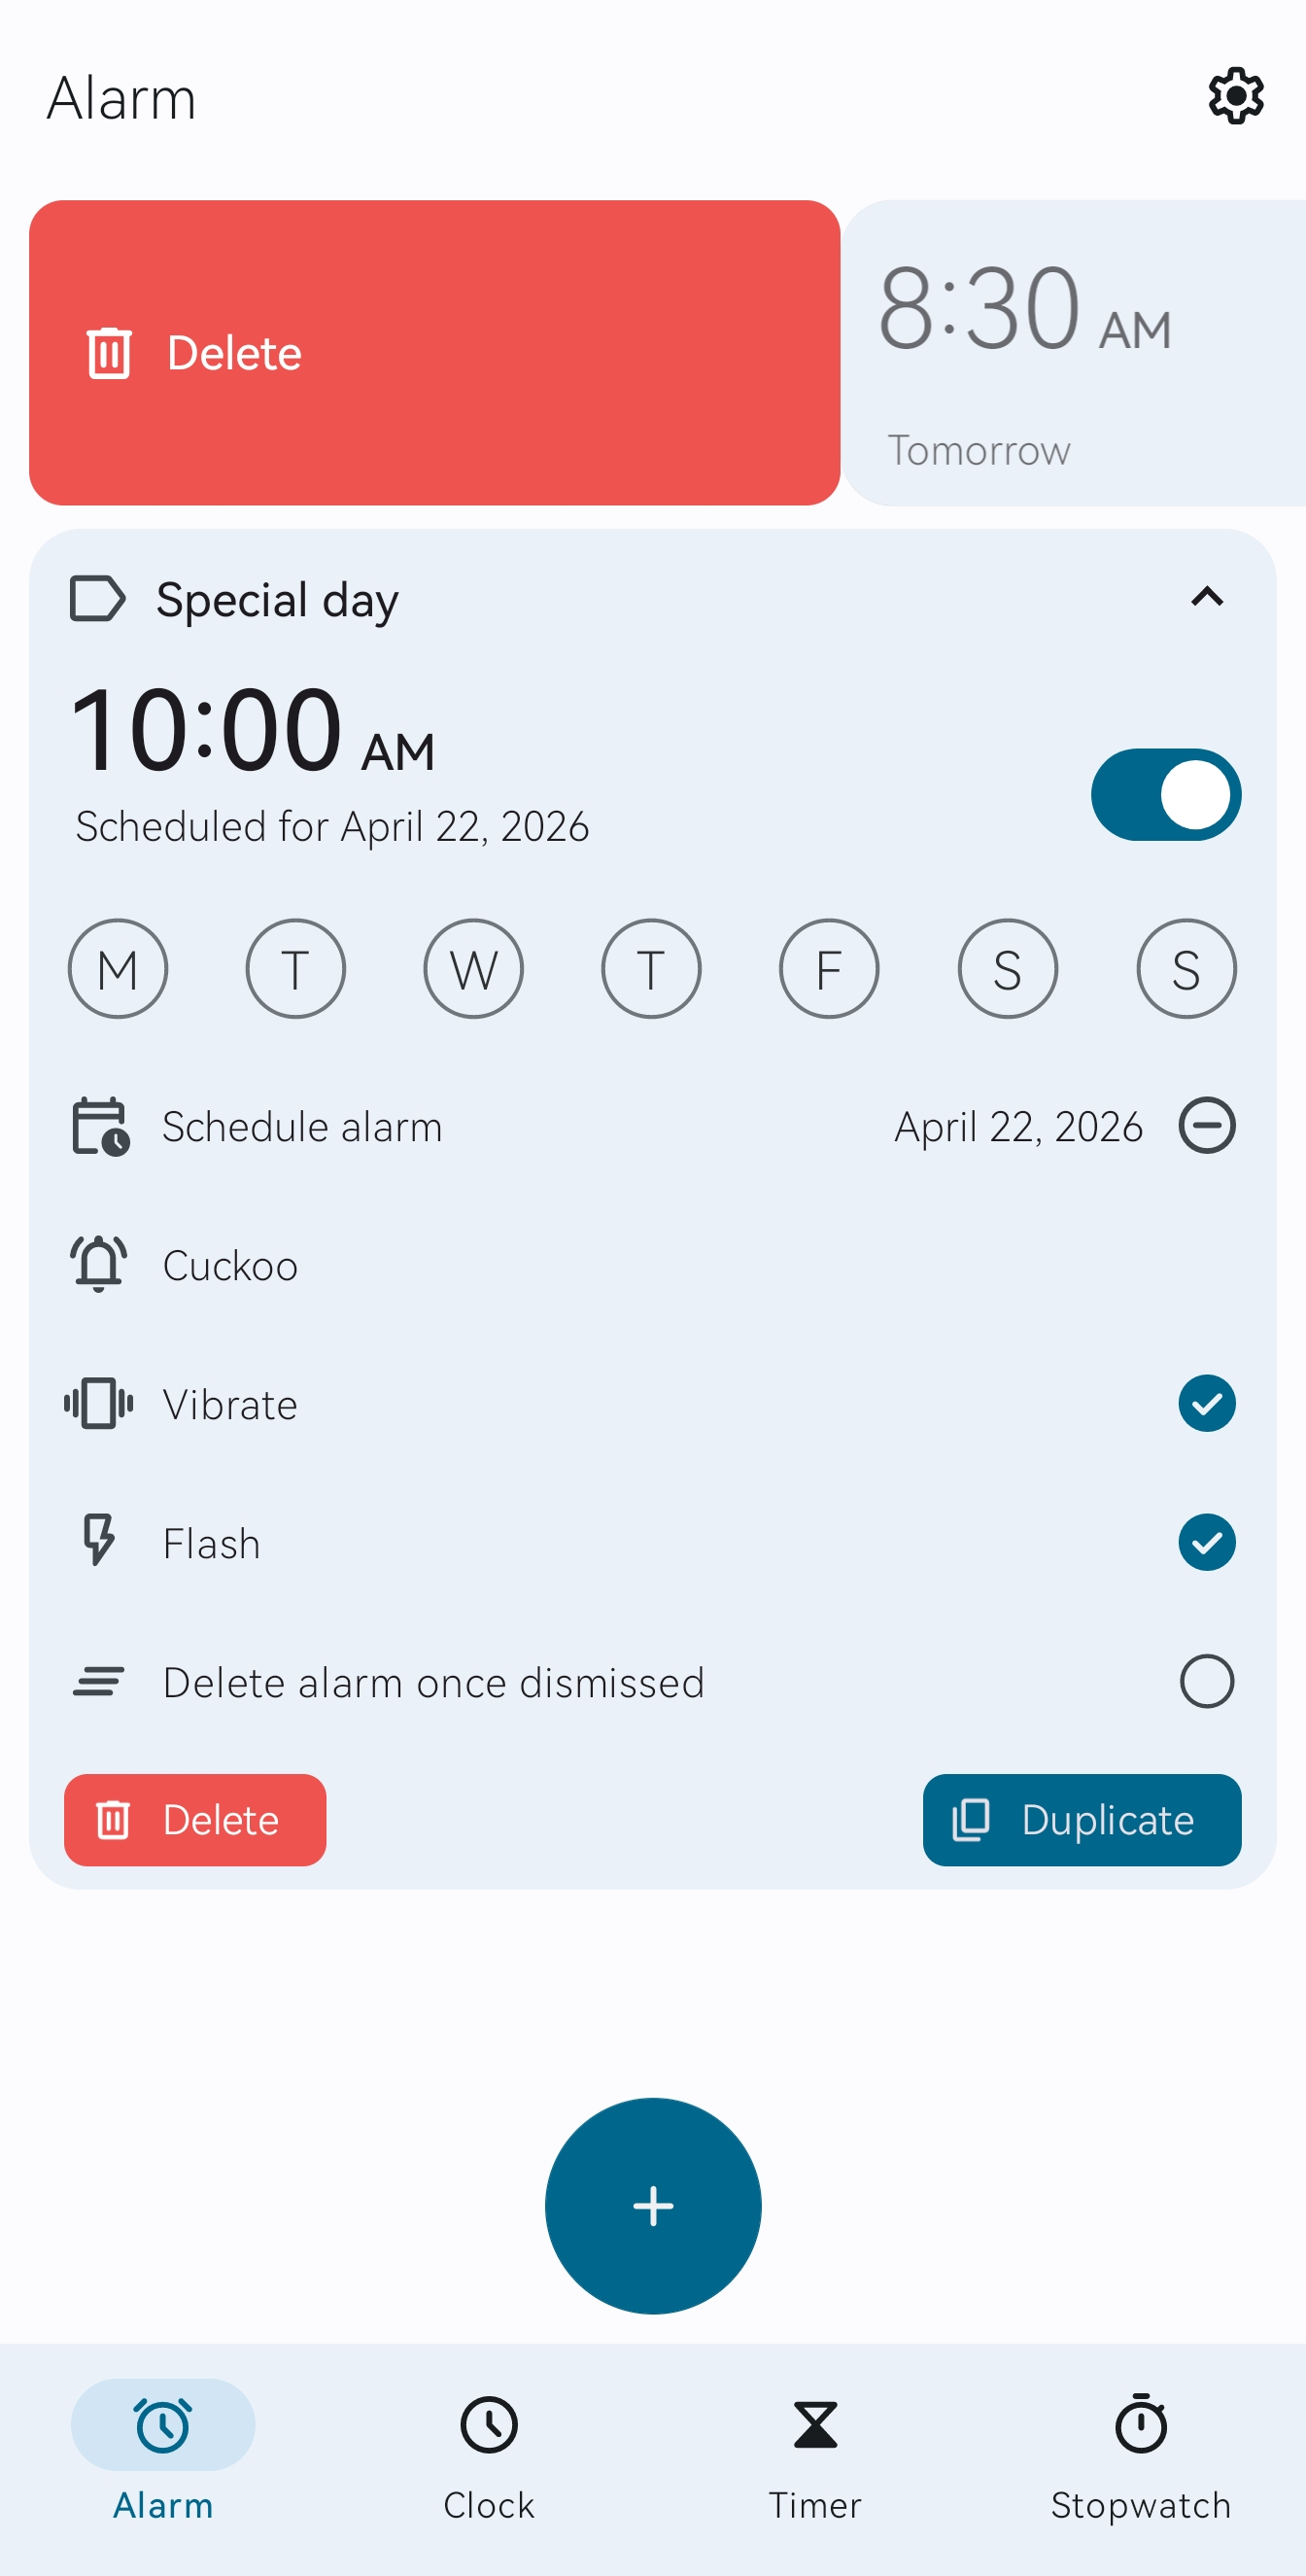 Alarm
Delete
8:30 AM
Tomorrow
Special day
10:00 AM
Scheduled for April 22, 2026
M T W T F S S
Schedule alarm April 22, 2026
Cuckoo
Vibrate
Flash
Delete alarm once dismissed
Delete Duplicate
Alarm Clock Timer Stopwatch